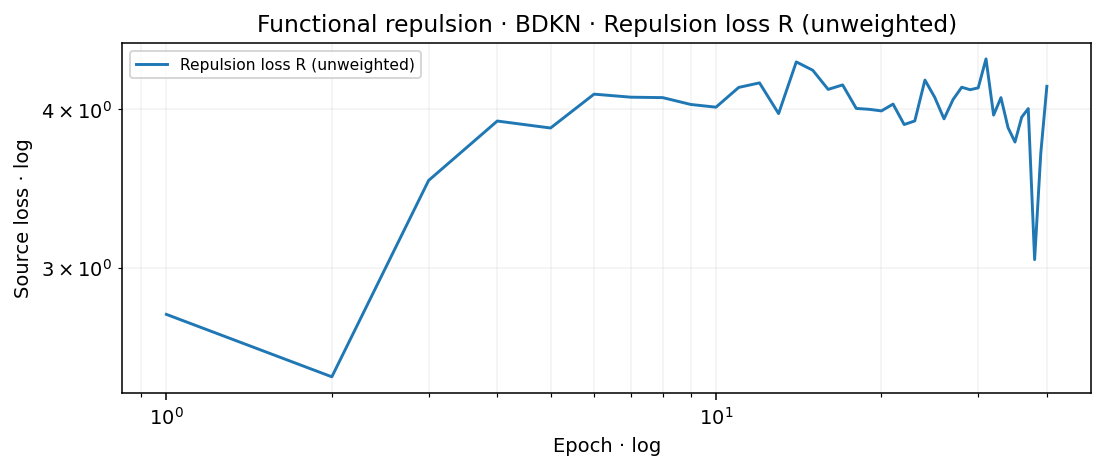 Functional repulsion · BDKN · Repulsion loss R (unweighted)
Repulsion loss R (unweighted)
4 × 10⁰
3 × 10⁰
Source loss · log
10⁰
10¹
Epoch · log